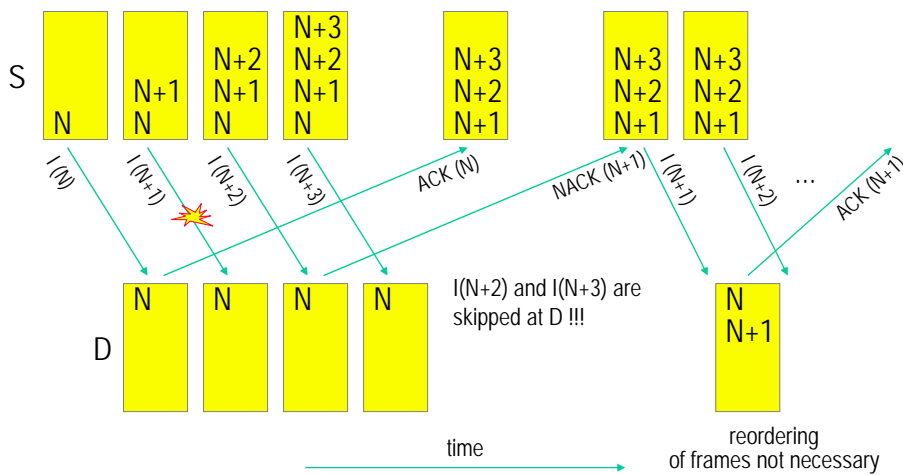 S
N
N+1
N
N+2
N+1
N
N+3
N+2
N+1
N
N+3
N+2
N+1
N+3
N+2
N+1
N+3
N+2
N+1
I (N)
I (N+1)
I (N+2)
I (N+3)
ACK (N)
NACK (N+1)
I (N+1)
I (N+2)
...
ACK (N+1)
D
N
N
N
N
I(N+2) and I(N+3) are
skipped at D !!!
N
N+1
time
reordering
of frames not necessary